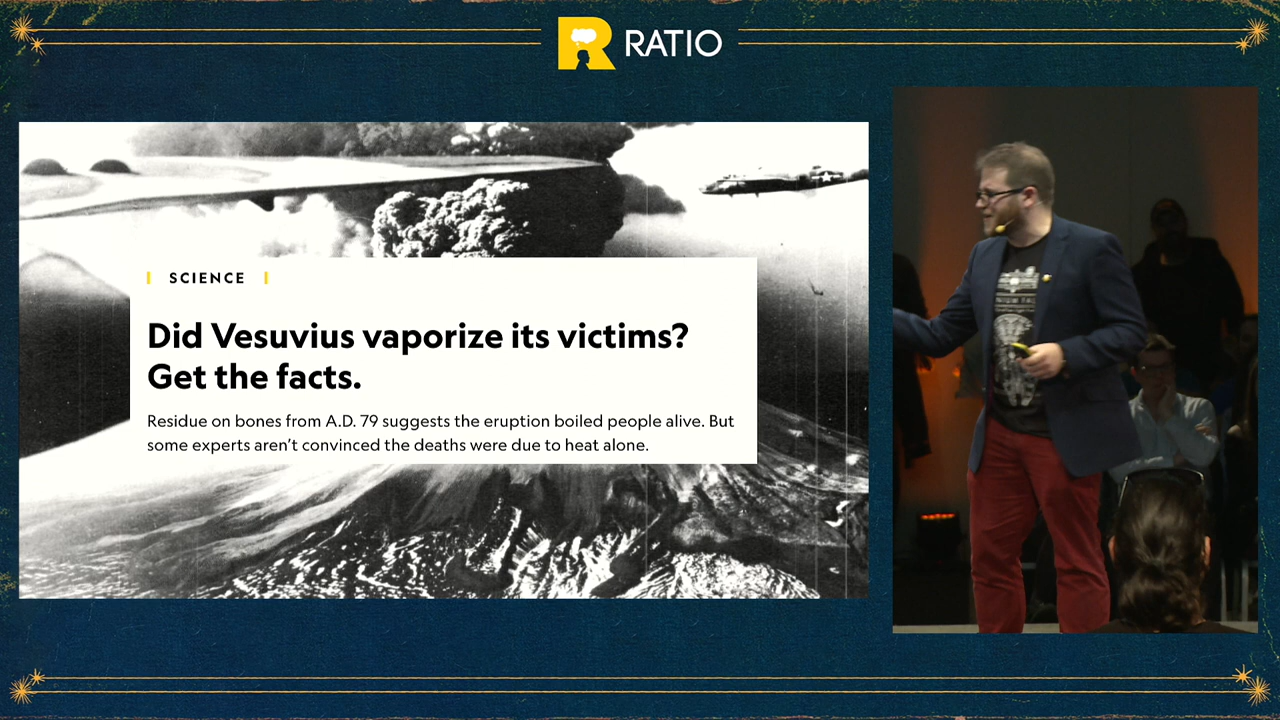 RATIO
SCIENCE
Did Vesuvius vaporize its victims?
Get the facts.
Residue on bones from A.D. 79 suggests the eruption boiled people alive. But
some experts aren’t convinced the deaths were due to heat alone.